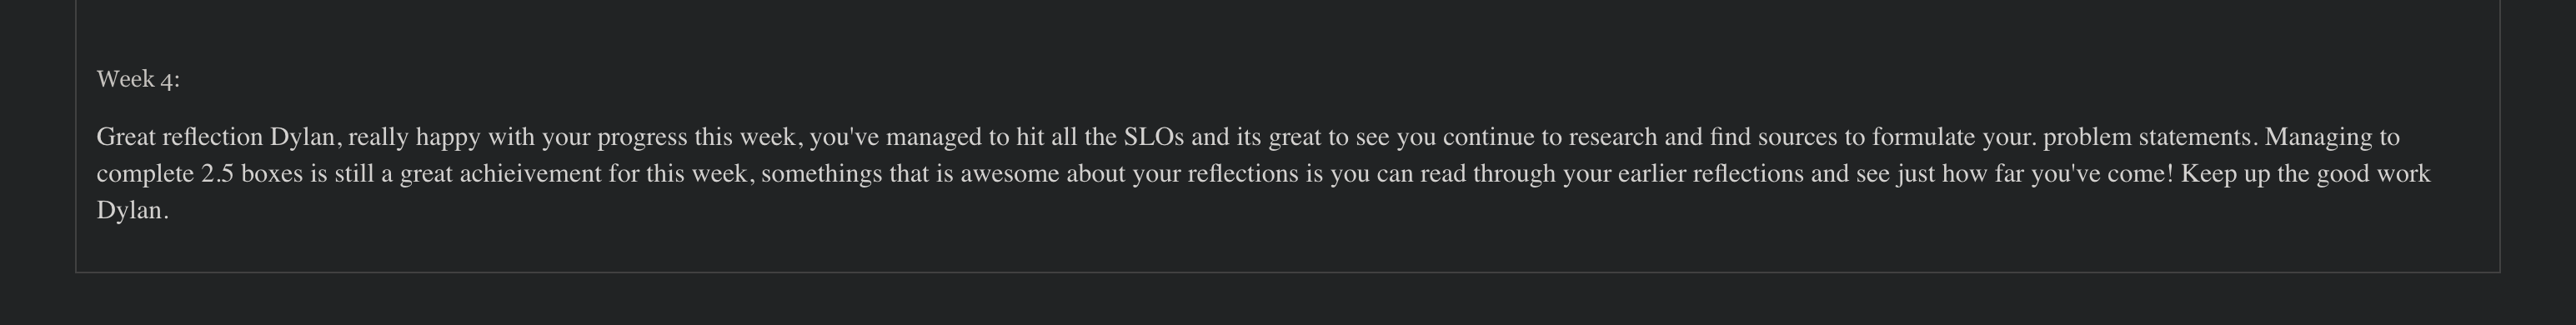 Week 4:
Great reflection Dylan, really happy with your progress this week, you've managed to hit all the SLOs and its great to see you continue to research and find sources to formulate your. problem statements. Managing to
complete 2.5 boxes is still a great achieivement for this week, somethings that is awesome about your reflections is you can read through your earlier reflections and see just how far you've come! Keep up the good work
Dylan.